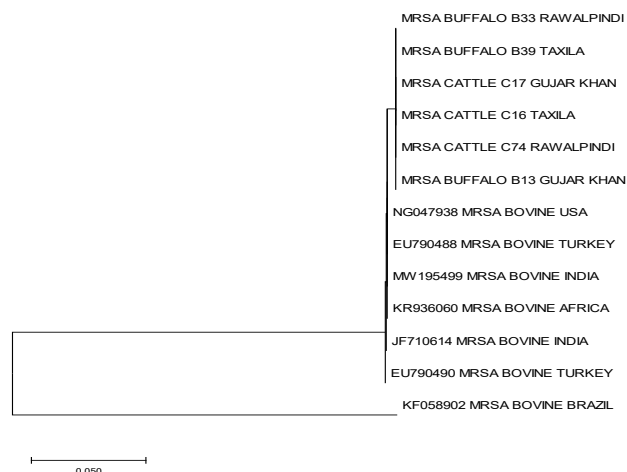 MRSA BUFFALO B33 RAWALPINDI
MRSA BUFFALO B39 TAXILA
MRSA CATTLE C17 GUJAR KHAN
MRSA CATTLE C16 TAXILA
MRSA CATTLE C74 RAWALPINDI
MRSA BUFFALO B13 GUJAR KHAN
NG047938 MRSA BOVINE USA
EU790488 MRSA BOVINE TURKEY
MW195499 MRSA BOVINE INDIA
KR936060 MRSA BOVINE AFRICA
JF710614 MRSA BOVINE INDIA
EU790490 MRSA BOVINE TURKEY
KF058902 MRSA BOVINE BRAZIL
0.050